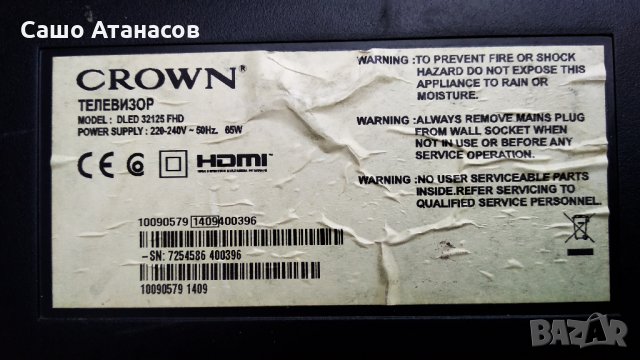 Сашо Атанасов
CROWN®
ТЕЛЕВИЗОР
MODEL : DLED 32125 FHD
POWER SUPPLY : 220-240V ~ 50Hz. 65W
CE
HDMI
WARNING :TO PREVENT FIRE OR SHOCK
HAZARD DO NOT EXPOSE THIS
APPLIANCE TO RAIN OR
MOISTURE.
WARNING :ALWAYS REMOVE MAINS PLUG
FROM WALL SOCKET WHEN
NOT IN USE OR BEFORE ANY
SERVICE OPERATION.
WARNING :NO USER SERVICEABLE PARTS
INSIDE.REFER SERVICING TO
QUALIFIED SERVICE PERSONNEL.
10090579 1409400396
-SN: 7254586 400396
10090579 1409
BAZAR